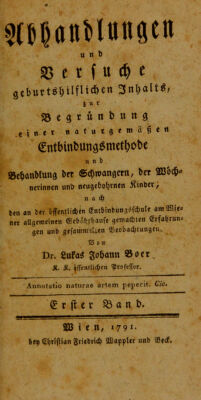 Abhandlungen
und
Versuche
geburtshilflichen Inhalts,
zur
Begründung
einer naturgemäßen
Entbindungsmethode
und
Behandlung der Schwangern, der Wöch-
nerinnen und neugebohrnen Kinder;
nach
den an der öffentlichen Entbindungsschule am Wie-
ner allgemeinen Gebährhause gemachten Erfahrun-
gen und gesammelten Beobachtungen.
Von
Dr. Lukas Johann Boer
K. K. öffentlichen Professor.
Annotatio naturae artem peperit. Cic.
Erster Band.
Wien, 1791.
bey Christian Friedrich Wappler und Beck.